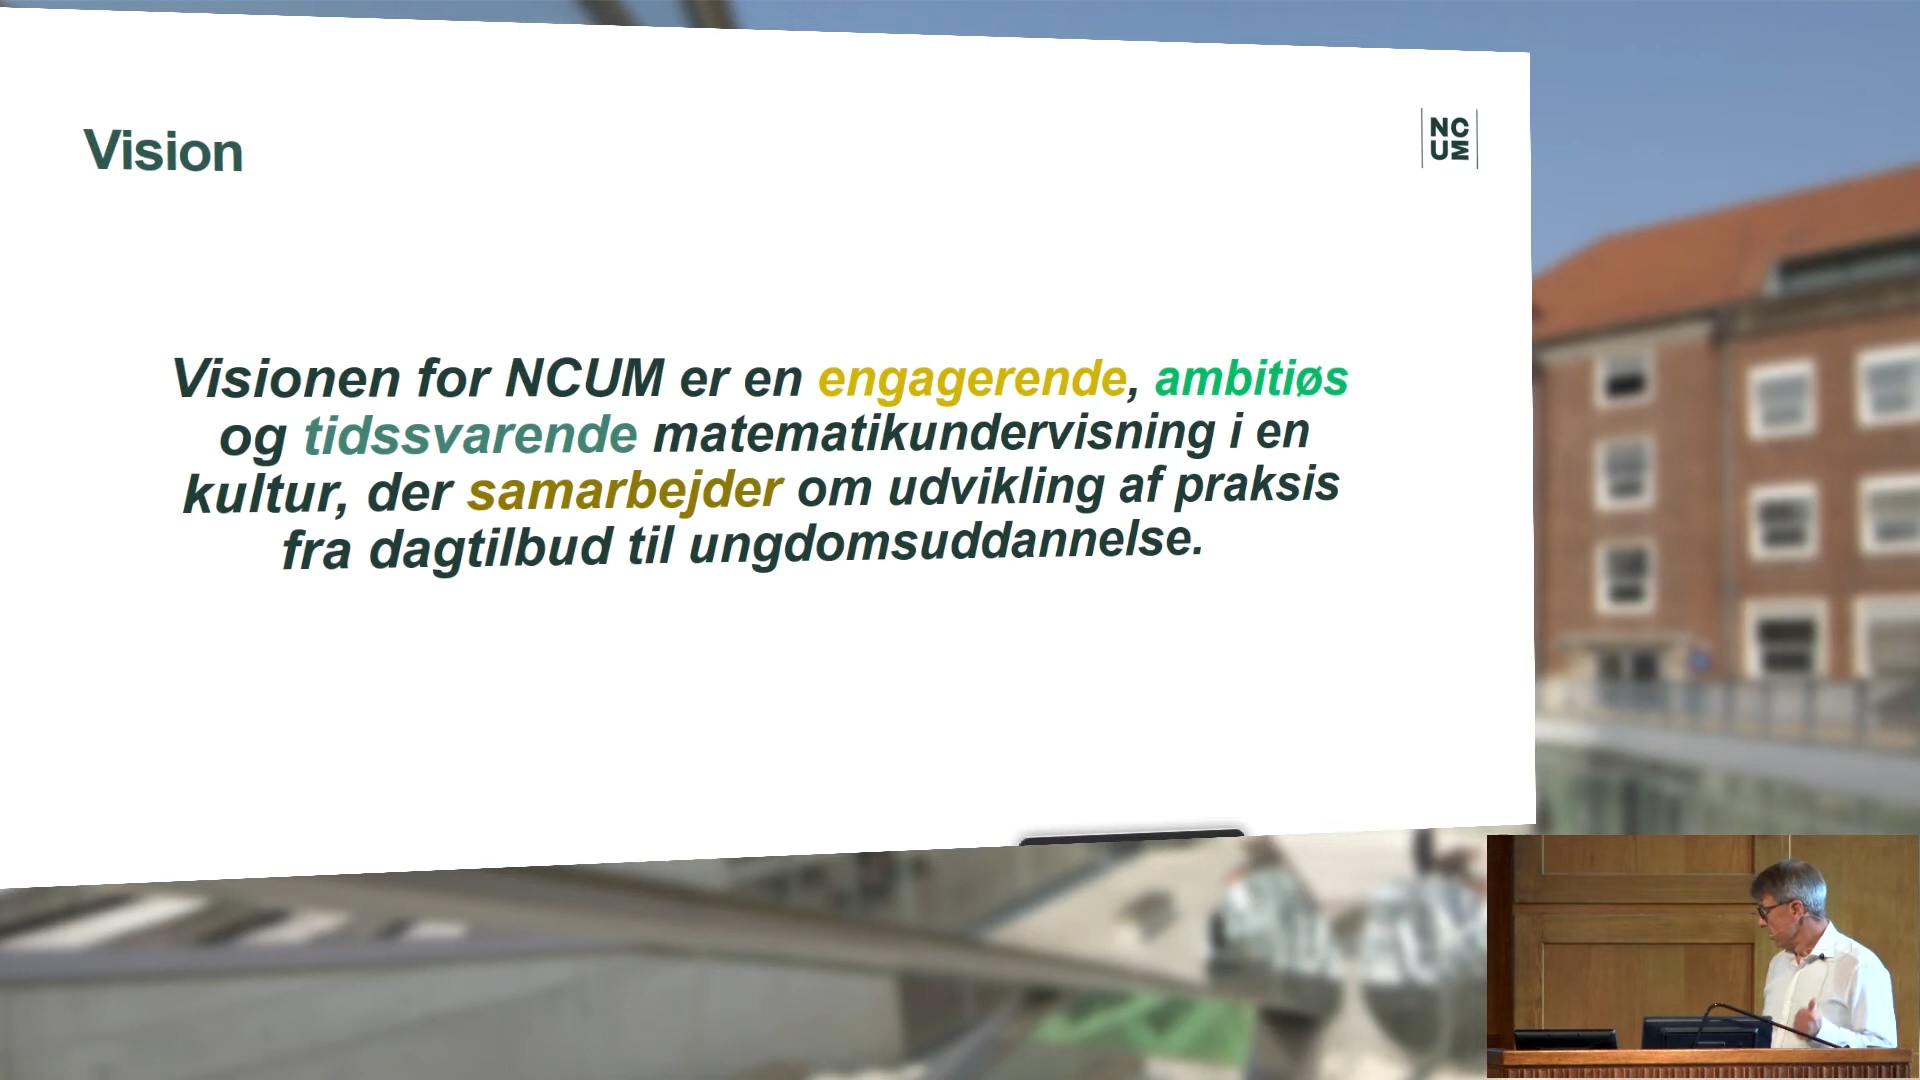 Vision
NC
UM
Visionen for NCUM er en engagerende, ambitiøs
og tidssvarende matematikundervisning i en
kultur, der samarbejder om udvikling af praksis
fra dagtilbud til ungdomsuddannelse.